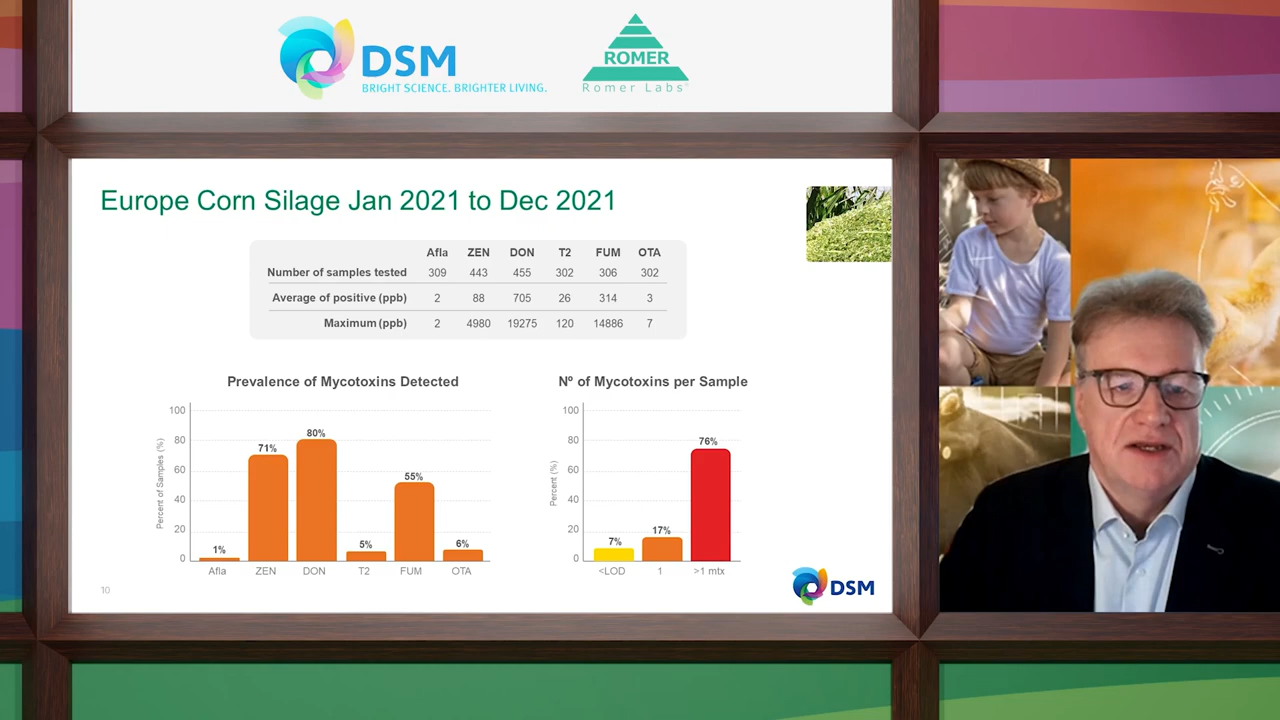 DSM
BRIGHT SCIENCE. BRIGHTER LIVING.
ROMER
Romer Labs
Europe Corn Silage Jan 2021 to Dec 2021
Afla ZEN DON T2 FUM OTA
Number of samples tested 309 443 455 302 306 302
Average of positive (ppb) 2 88 705 26 314 3
Maximum (ppb) 2 4980 19275 120 14886 7
Prevalence of Mycotoxins Detected
Percent of Samples (%)
100
80
60
40
20
0
1%
71%
80%
5%
55%
6%
Afla ZEN DON T2 FUM OTA
Nº of Mycotoxins per Sample
Percent (%)
100
80
60
40
20
0
7%
17%
76%
<LOD 1 >1 mtx
10
DSM